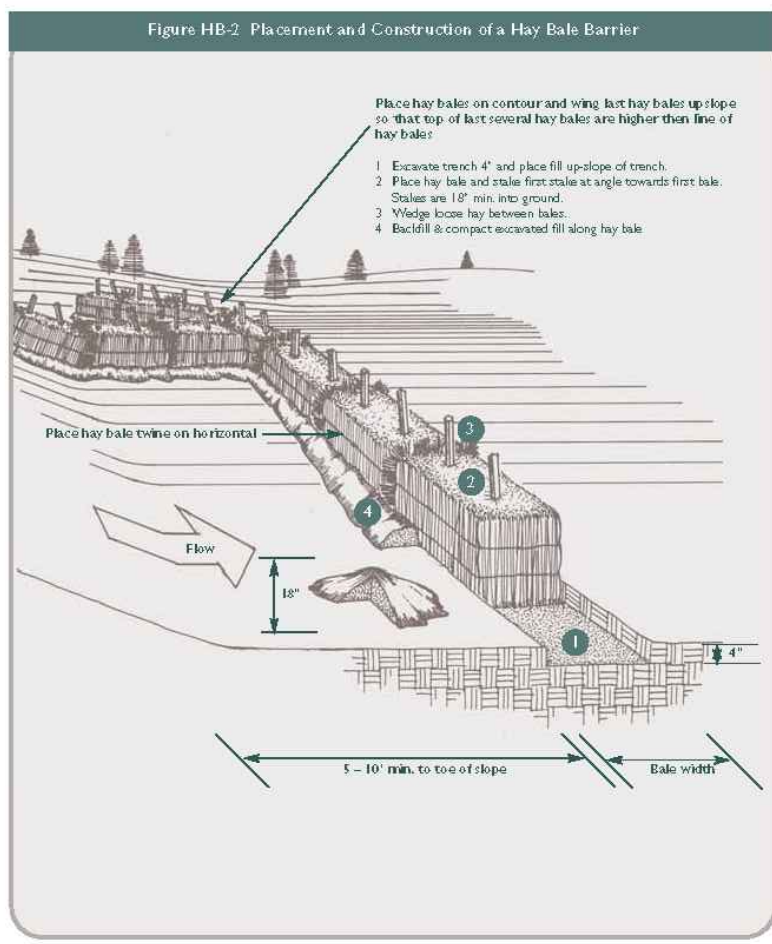 Figure HB-2 Placement and Construction of a Hay Bale Barrier
Place hay bales on contour and wing last hay bales up slope
so that top of last several hay bales are higher then line of
hay bales
1 Excavate trench 4" and place fill up-slope of trench.
2 Place hay bale and stake first stake at angle towards first bale.
Stakes are 18" min. into ground.
3 Wedge loose hay between bales.
4 Backfill & compact excavated fill along hay bale
Place hay bale twine on horizontal
3
2
4
Flow
18"
1
4"
5 – 10' min. to toe of slope
Bale width